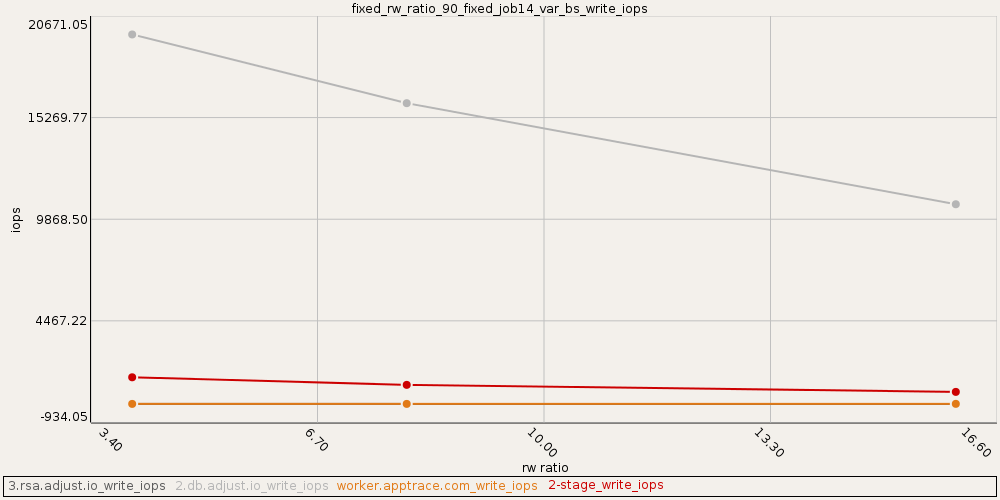 fixed_rw_ratio_90_fixed_job14_var_bs_write_iops
20671.05
15269.77
9868.50
4467.22
-934.05
iops
3.40 6.70 10.00 13.30 16.60
rw ratio
3.rsa.adjust.io_write_iops 2.db.adjust.io_write_iops worker.apptrace.com_write_iops 2-stage_write_iops